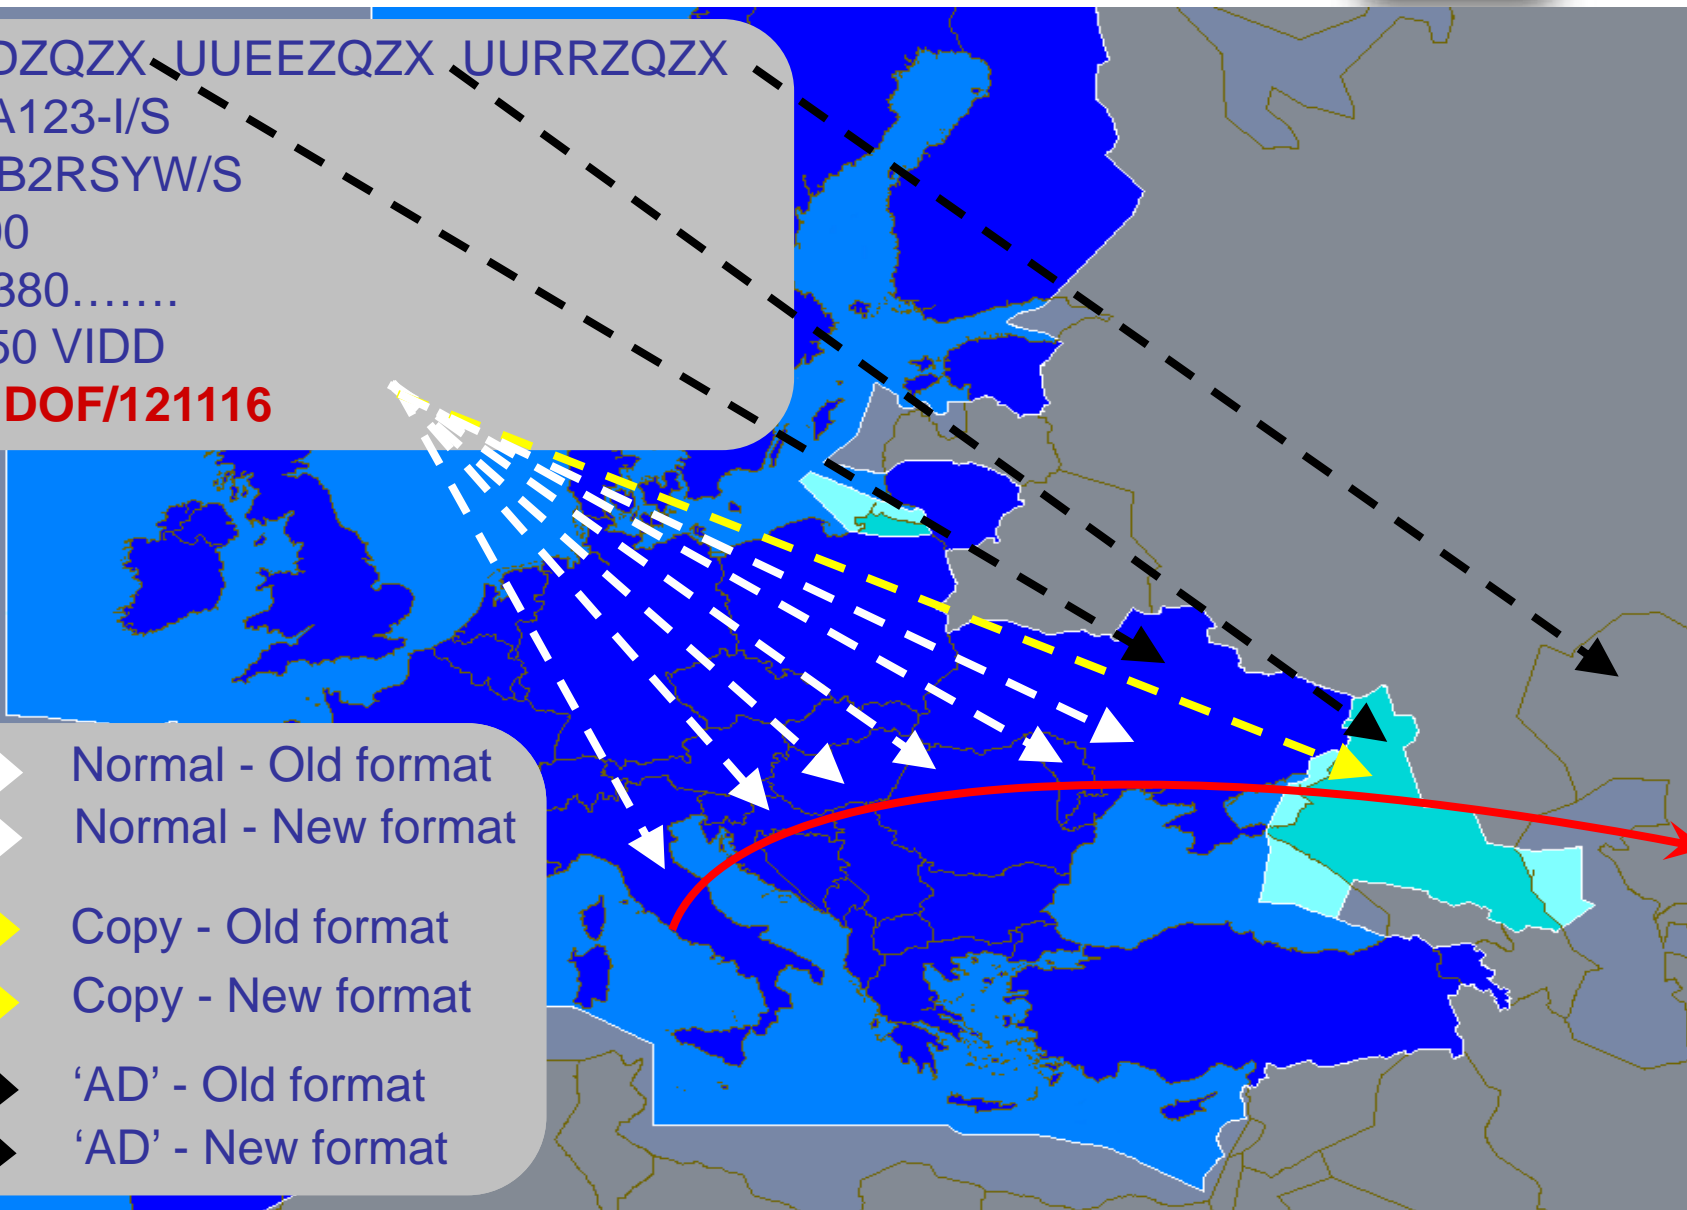 DZQZX UUEEZQZX UURRZQZX
A123-I/S
B2RSYW/S
00
380…….
50 VIDD
DOF/121116
Normal - Old format
Normal - New format
Copy - Old format
Copy - New format
‘AD’ - Old format
‘AD’ - New format